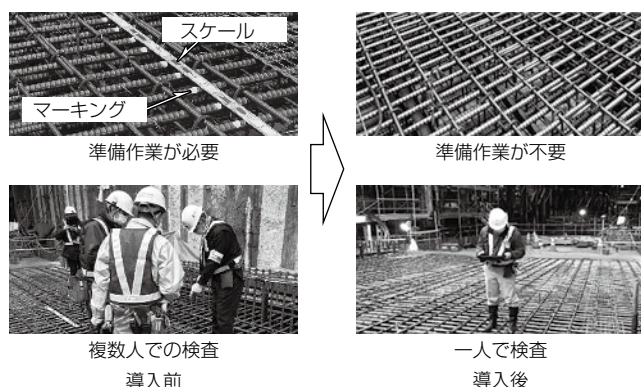 スケール
マーキング
準備作業が必要
準備作業が不要
複数人での検査
一人で検査
導入前
導入後